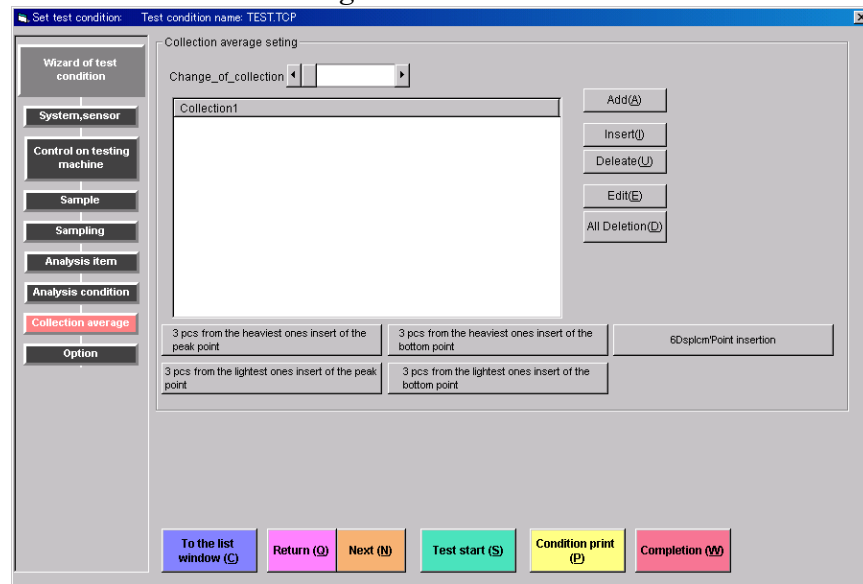 Set test condition: Test condition name: TEST.TCP
Wizard of test
condition
System,sensor
Control on testing
machine
Sample
Sampling
Analysis item
Analysis condition
Collection average
Option
Collection average seting
Change_of_collection
Collection1
Add(A)
Insert(I)
Deleate(U)
Edit(E)
All Deletion(D)
3 pcs from the heaviest ones insert of the
peak point
3 pcs from the heaviest ones insert of the
bottom point
6Dsplcm'Point insertion
3 pcs from the lightest ones insert of the peak
point
3 pcs from the lightest ones insert of the
bottom point
To the list
window (C)
Return (O)
Next (N)
Test start (S)
Condition print
(P)
Completion (W)